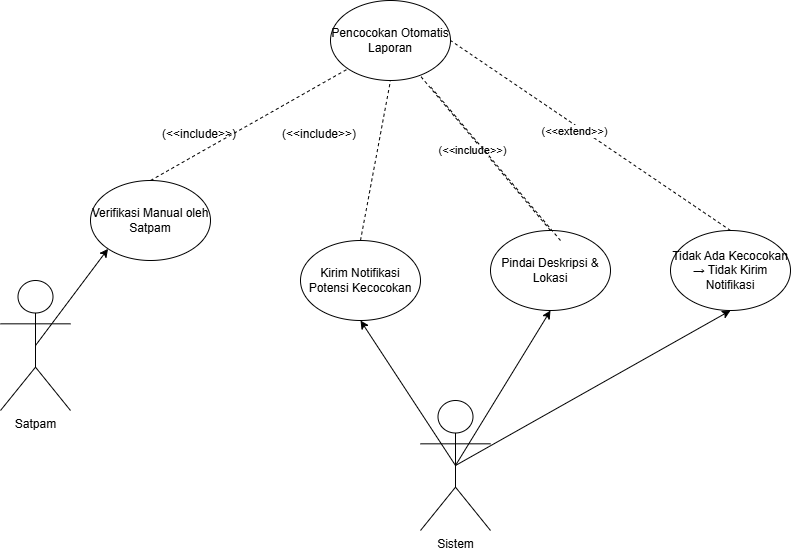 Pencocokan Otomatis
Laporan
(<<include>>)
(<<include>>)
(<<include>>)
(<<extend>>)
Verifikasi Manual oleh
Satpam
Kirim Notifikasi
Potensi Kecocokan
Pindai Deskripsi &
Lokasi
Tidak Ada Kecocokan
→ Tidak Kirim
Notifikasi
Satpam
Sistem